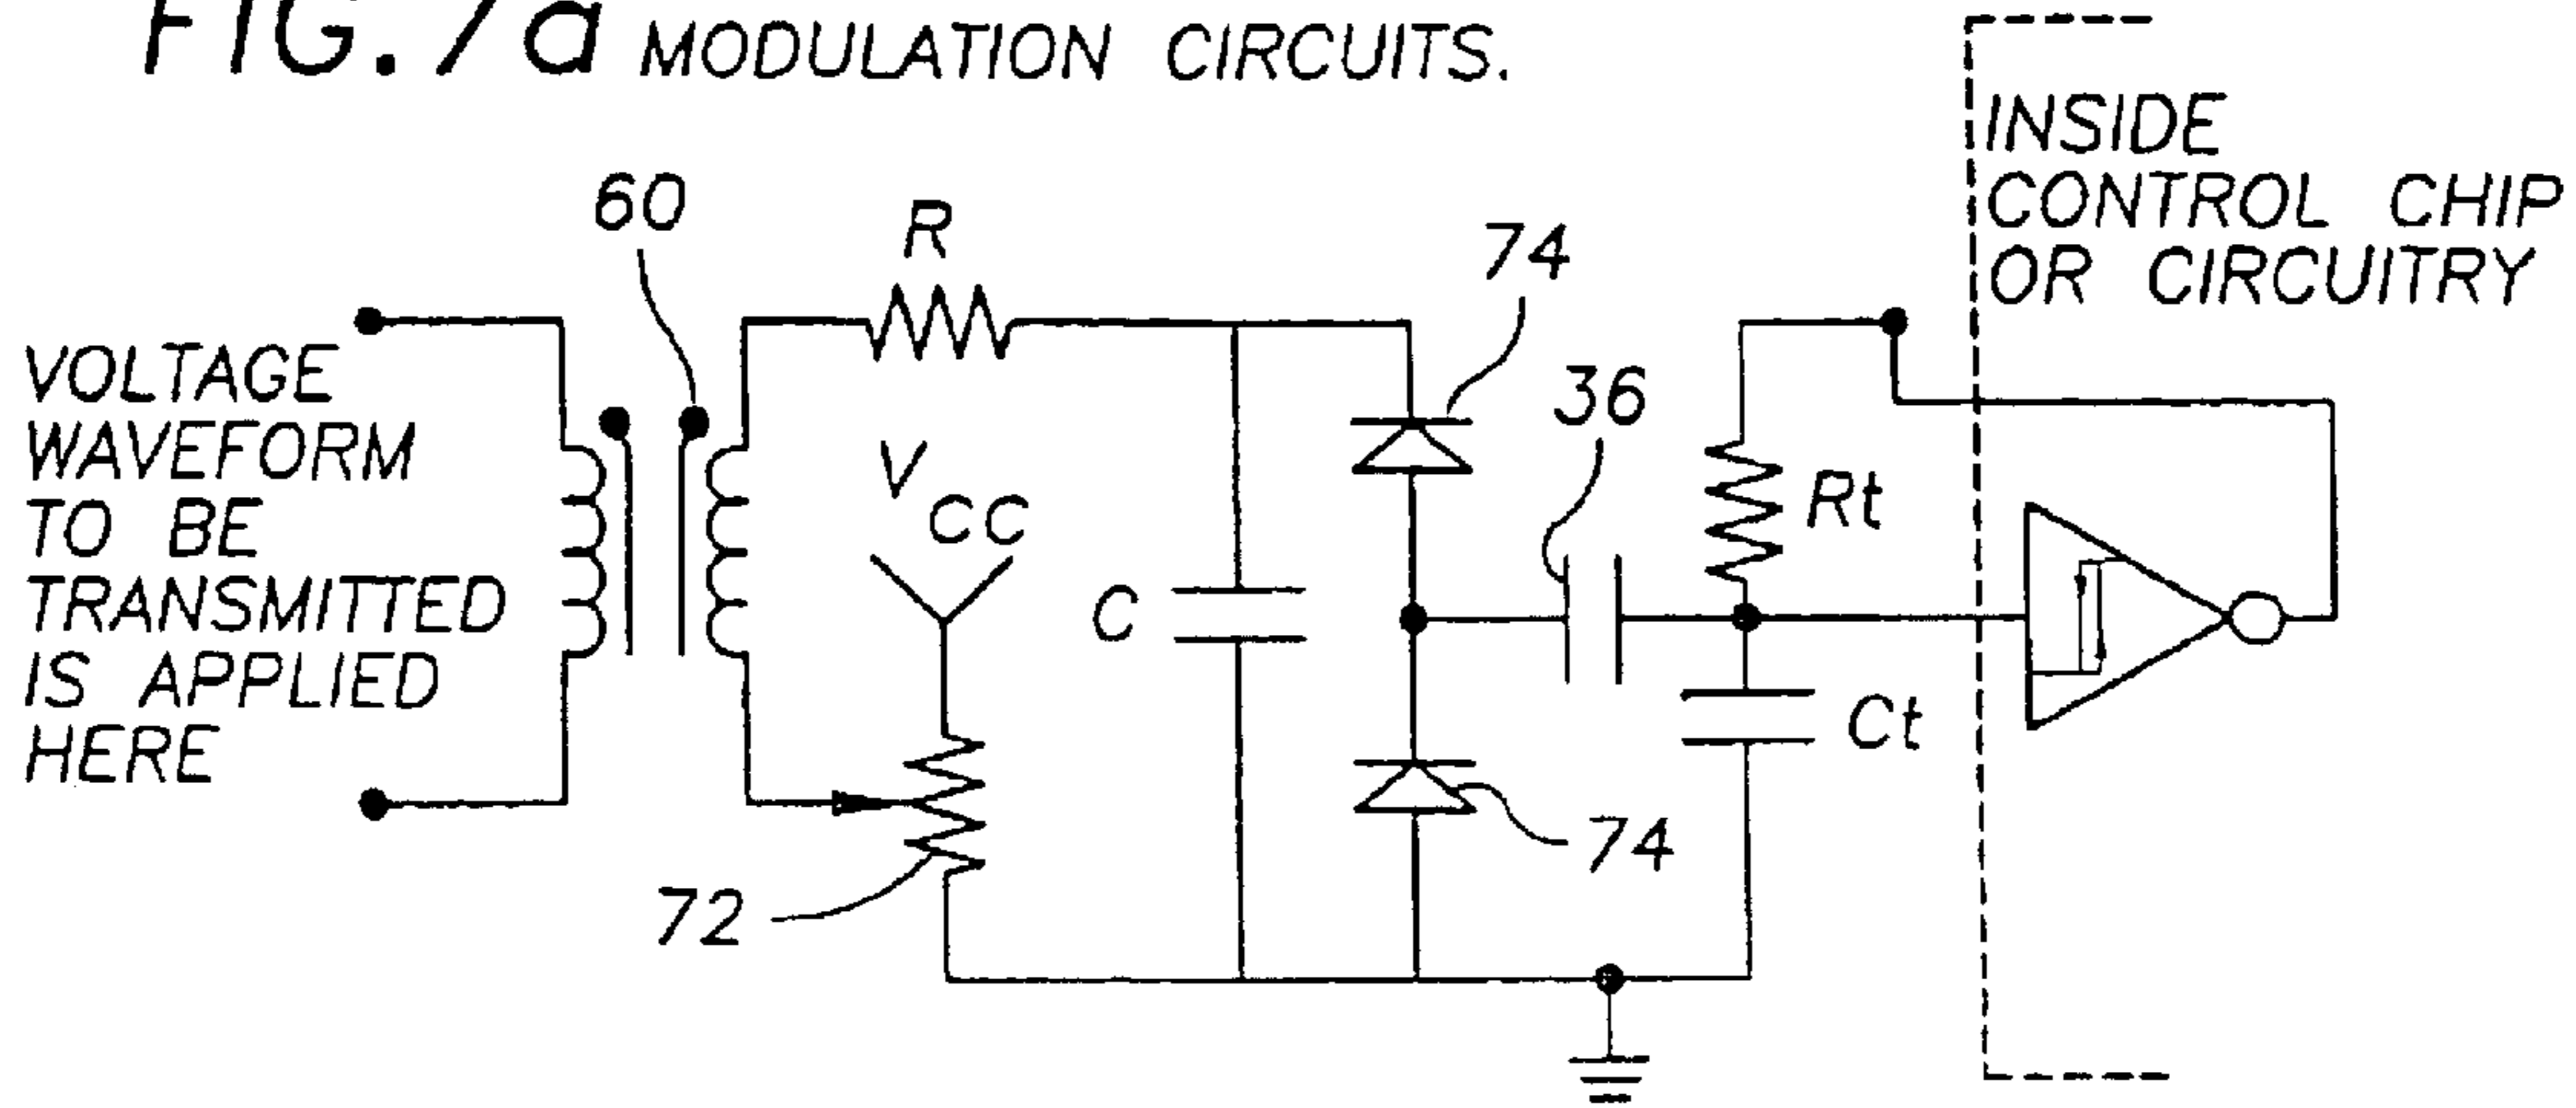 FIG. 7a MODULATION CIRCUITS.
INSIDE
CONTROL CHIP
OR CIRCUITRY
60
R
74
36
VOLTAGE
WAVEFORM
TO BE
TRANSMITTED
IS APPLIED
HERE
VCC
Rt
C
Ct
74
72